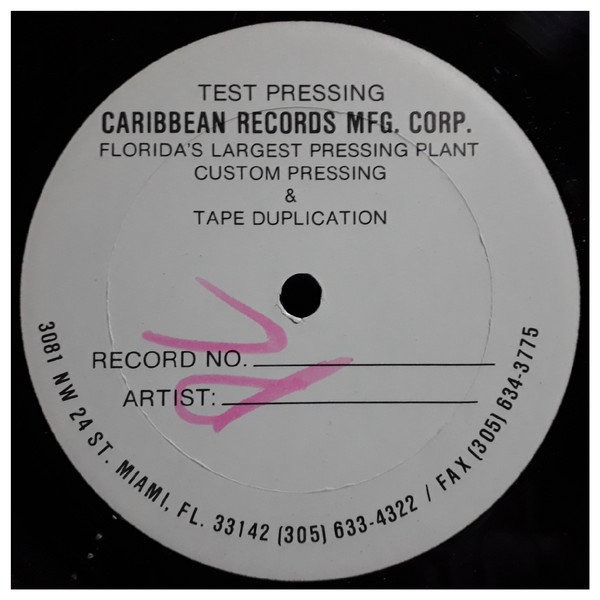 TEST PRESSING
CARIBBEAN RECORDS MFG. CORP.
FLORIDA'S LARGEST PRESSING PLANT
CUSTOM PRESSING
&
TAPE DUPLICATION
RECORD NO.
ARTIST:
3081 NW 24 ST. MIAMI, FL. 33142 (305) 633-4322 / FAX (305) 634-3775